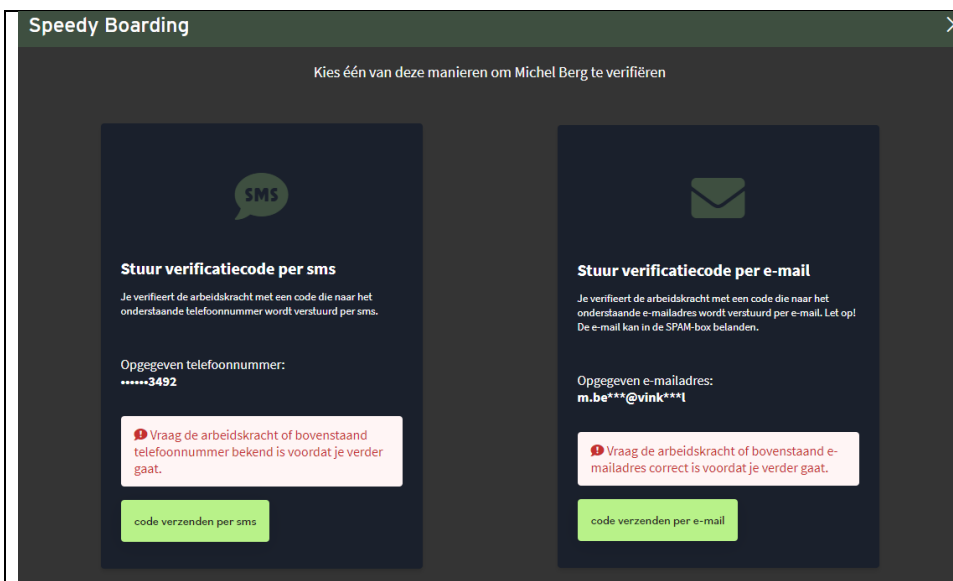 Speedy Boarding
Kies één van deze manieren om Michel Berg te verifiëren
SMS
Stuur verificatiecode per sms
Je verifieert de arbeidskracht met een code die naar het
onderstaande telefoonnummer wordt verstuurd per sms.
Opgegeven telefoonnummer:
••••••3492
Vraag de arbeidskracht of bovenstaand
telefoonnummer bekend is voordat je verder
gaat.
code verzenden per sms
Stuur verificatiecode per e-mail
Je verifieert de arbeidskracht met een code die naar het
onderstaande e-mailadres wordt verstuurd per e-mail. Let op!
De e-mail kan in de SPAM-box belanden.
Opgegeven e-mailadres:
m.be***@vink***l
Vraag de arbeidskracht of bovenstaand e-
mailadres correct is voordat je verder gaat.
code verzenden per e-mail